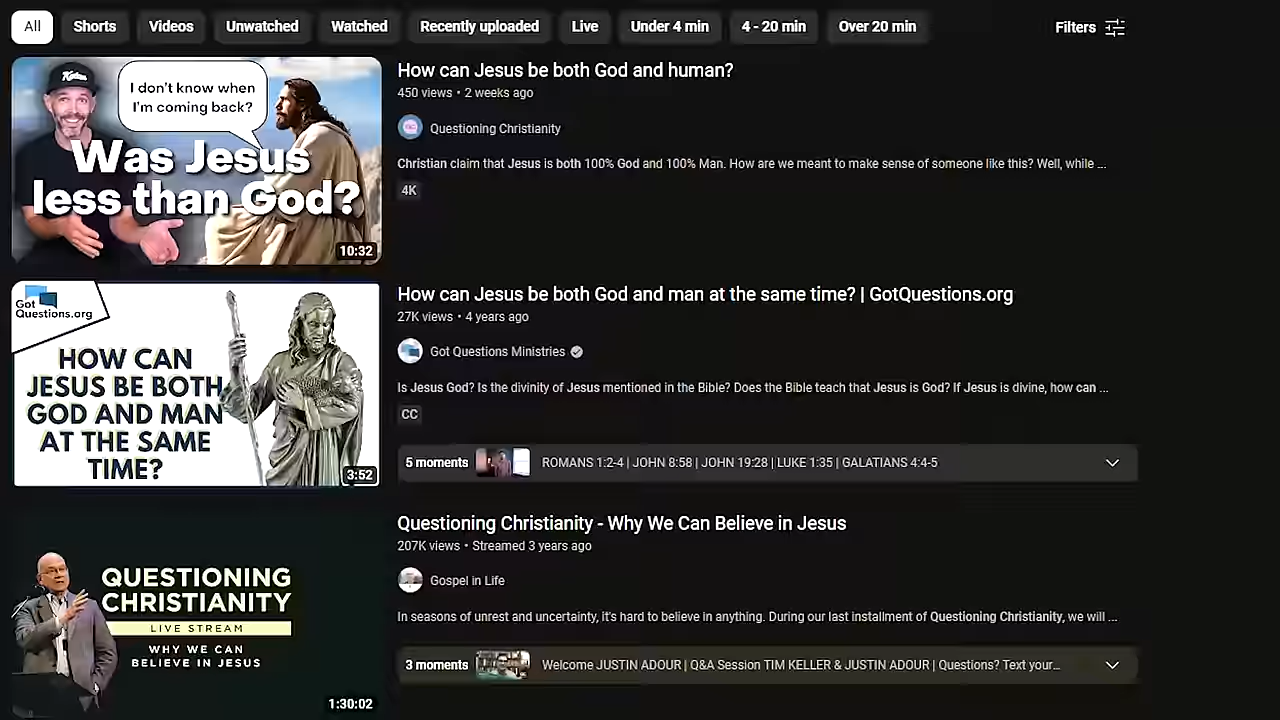 All
Shorts
Videos
Unwatched
Watched
Recently uploaded
Live
Under 4 min
4 - 20 min
Over 20 min
Filters
Kotan
I don't know when
I'm coming back?
Was Jesus
less than God?
10:32
How can Jesus be both God and human?
450 views • 2 weeks ago
Questioning Christianity
Christian claim that Jesus is both 100% God and 100% Man. How are we meant to make sense of someone like this? Well, while ...
4K
Got
Questions.org
HOW CAN
JESUS BE BOTH
GOD AND MAN
AT THE SAME
TIME?
3:52
How can Jesus be both God and man at the same time? | GotQuestions.org
27K views • 4 years ago
Got Questions Ministries
Is Jesus God? Is the divinity of Jesus mentioned in the Bible? Does the Bible teach that Jesus is God? If Jesus is divine, how can ...
CC
5 moments
ROMANS 1:2-4 | JOHN 8:58 | JOHN 19:28 | LUKE 1:35 | GALATIANS 4:4-5
QUESTIONING
CHRISTIANITY
LIVE STREAM
WHY WE CAN
BELIEVE IN JESUS
1:30:02
Questioning Christianity - Why We Can Believe in Jesus
207K views • Streamed 3 years ago
Gospel in Life
In seasons of unrest and uncertainty, it's hard to believe in anything. During our last installment of Questioning Christianity, we will ...
3 moments
Welcome JUSTIN ADOUR | Q&A Session TIM KELLER & JUSTIN ADOUR | Questions? Text your...